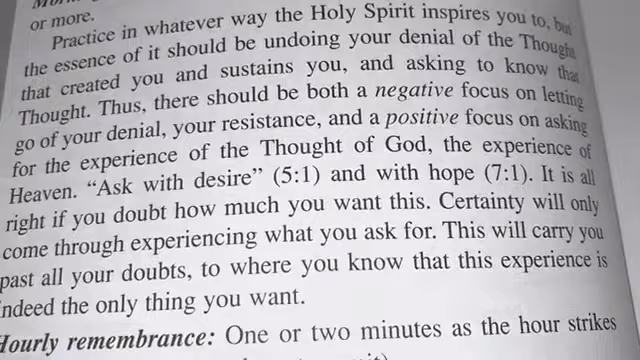 or more.
Practice in whatever way the Holy Spirit inspires you to, but
the essence of it should be undoing your denial of the Thought
that created you and sustains you, and asking to know that
Thought. Thus, there should be both a negative focus on letting
go of your denial, your resistance, and a positive focus on asking
for the experience of the Thought of God, the experience of
Heaven. “Ask with desire” (5:1) and with hope (7:1). It is all
right if you doubt how much you want this. Certainty will only
come through experiencing what you ask for. This will carry you
past all your doubts, to where you know that this experience is
indeed the only thing you want.
Hourly remembrance: One or two minutes as the hour strikes